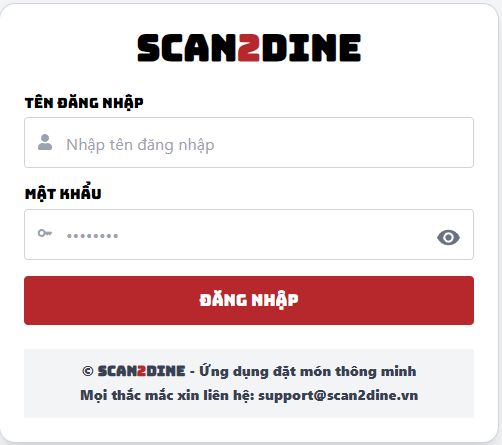 SCAN2DINE
TÊN ĐĂNG NHẬP
Nhập tên đăng nhập
MẬT KHẨU
••••••••
ĐĂNG NHẬP
© SCAN2DINE - Ứng dụng đặt món thông minh
Mọi thắc mắc xin liên hệ: support@scan2dine.vn